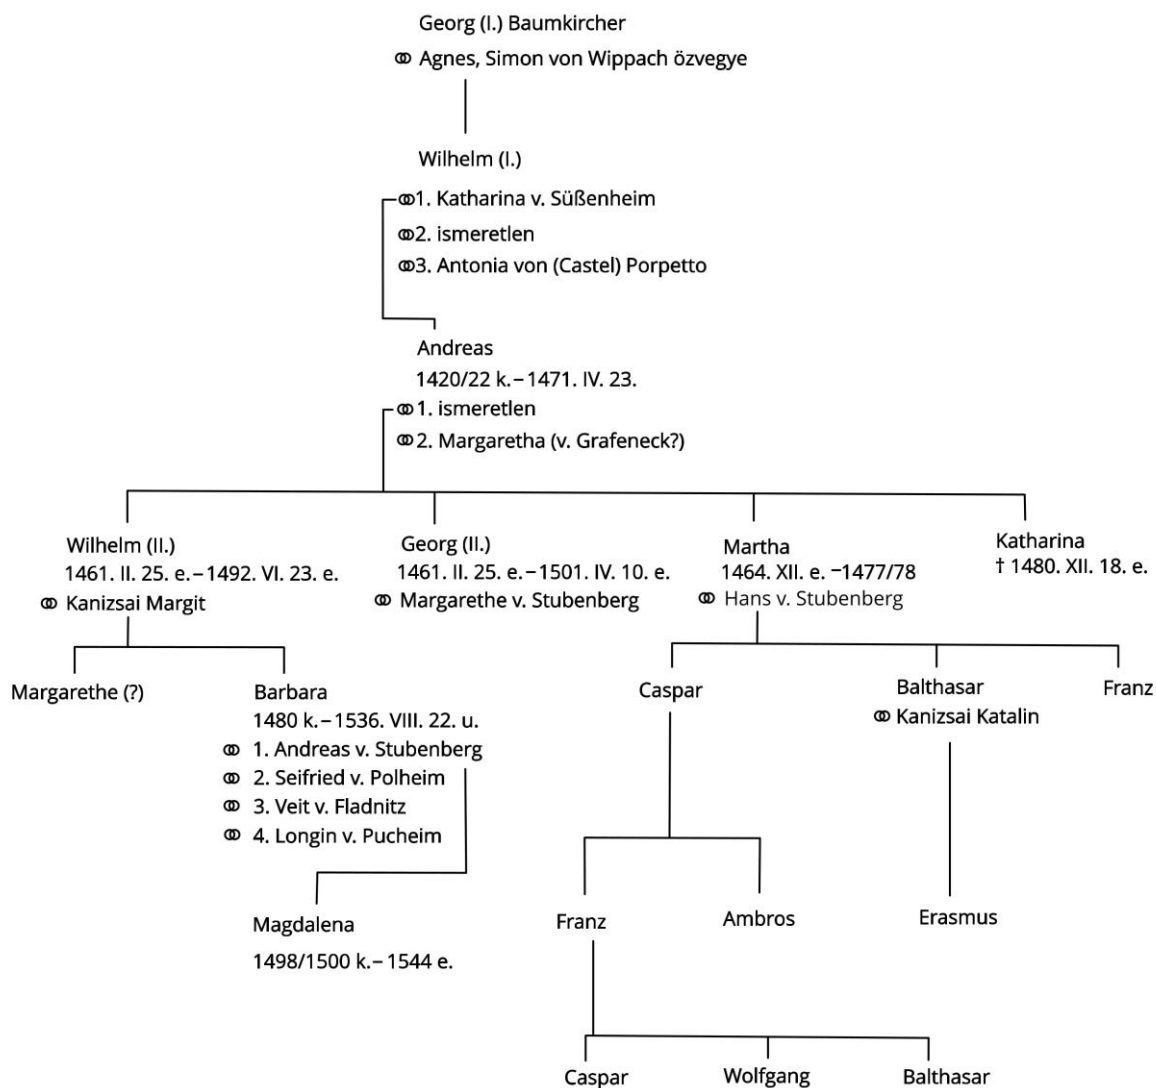 Georg (I.) Baumkircher
⚭ Agnes, Simon von Wippach özvegye
Wilhelm (I.)
⚭1. Katharina v. Süßenheim
⚭2. ismeretlen
⚭3. Antonia von (Castel) Porpetto
Andreas
1420/22 k.–1471. IV. 23.
⚭1. ismeretlen
⚭2. Margaretha (v. Grafeneck?)
Wilhelm (II.)
1461. II. 25. e.–1492. VI. 23. e.
⚭ Kanizsai Margit
Georg (II.)
1461. II. 25. e.–1501. IV. 10. e.
⚭ Margarethe v. Stubenberg
Martha
1464. XII. e. –1477/78
⚭ Hans v. Stubenberg
Katharina
† 1480. XII. 18. e.
Margarethe (?)
Barbara
1480 k.–1536. VIII. 22. u.
⚭ 1. Andreas v. Stubenberg
⚭ 2. Seifried v. Polheim
⚭ 3. Veit v. Fladnitz
⚭ 4. Longin v. Pucheim
Caspar
Balthasar
⚭ Kanizsai Katalin
Franz
Magdalena
1498/1500 k.–1544 e.
Franz
Ambros
Erasmus
Caspar
Wolfgang
Balthasar